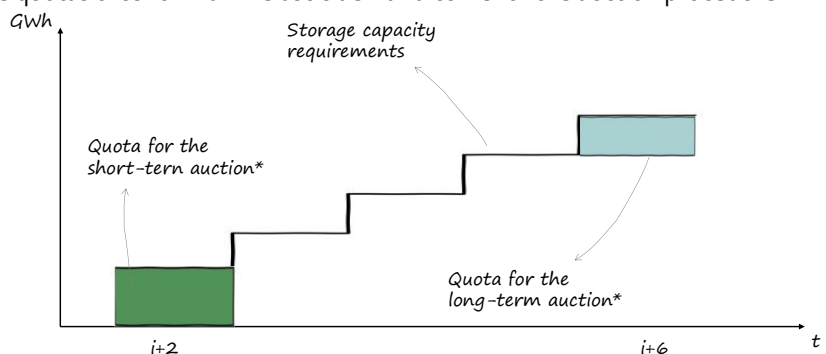 GWh
Storage capacity
requirements
Quota for the
short-tern auction*
Quota for the
long-term auction*
i+2
i+6
t